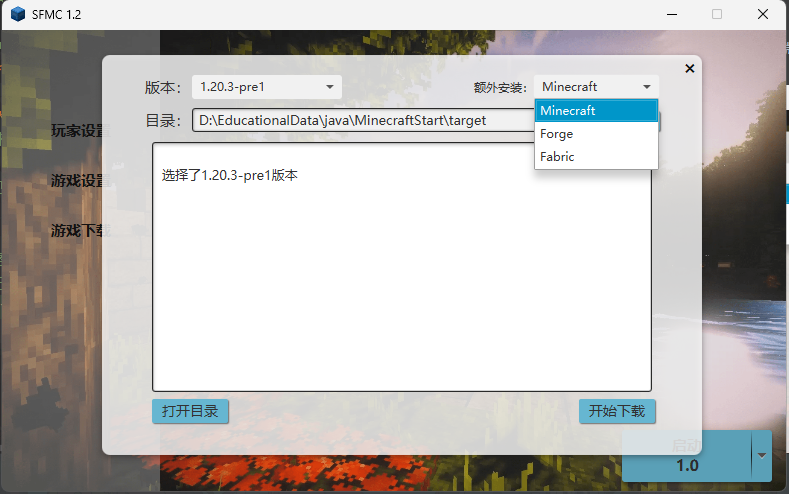 SFMC 1.2
版本： 1.20.3-pre1 额外安装： Minecraft
目录： D:\EducationalData\java\MinecraftStart\target
Minecraft
Forge
Fabric
玩家设置
游戏设置
游戏下载
选择了1.20.3-pre1版本
打开目录 开始下载
启动
1.0